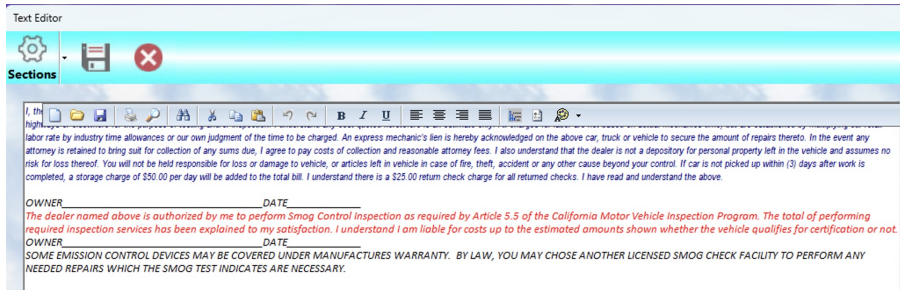 Text Editor
Sections
I, th
B I U
labor rate by industry time allowances or our own judgment of the time to be charged. An express mechanic's lien is hereby acknowledged on the above car, truck or vehicle to secure the amount of repairs thereto. In the event any
attorney is retained to bring suit for collection of any sums due, I agree to pay costs of collection and reasonable attorney fees. I also understand that the dealer is not a depository for personal property left in the vehicle and assumes no
risk for loss thereof. You will not be held responsible for loss or damage to vehicle, or articles left in vehicle in case of fire, theft, accident or any other cause beyond your control. If car is not picked up within (3) days after work is
completed, a storage charge of $50.00 per day will be added to the total bill. I understand there is a $25.00 return check charge for all returned checks. I have read and understand the above.
OWNER________________________________DATE____________
The dealer named above is authorized by me to perform Smog Control Inspection as required by Article 5.5 of the California Motor Vehicle Inspection Program. The total of performing
required inspection services has been explained to my satisfaction. I understand I am liable for costs up to the estimated amounts shown whether the vehicle qualifies for certification or not.
OWNER________________________________DATE____________
SOME EMISSION CONTROL DEVICES MAY BE COVERED UNDER MANUFACTURES WARRANTY. BY LAW, YOU MAY CHOSE ANOTHER LICENSED SMOG CHECK FACILITY TO PERFORM ANY
NEEDED REPAIRS WHICH THE SMOG TEST INDICATES ARE NECESSARY.